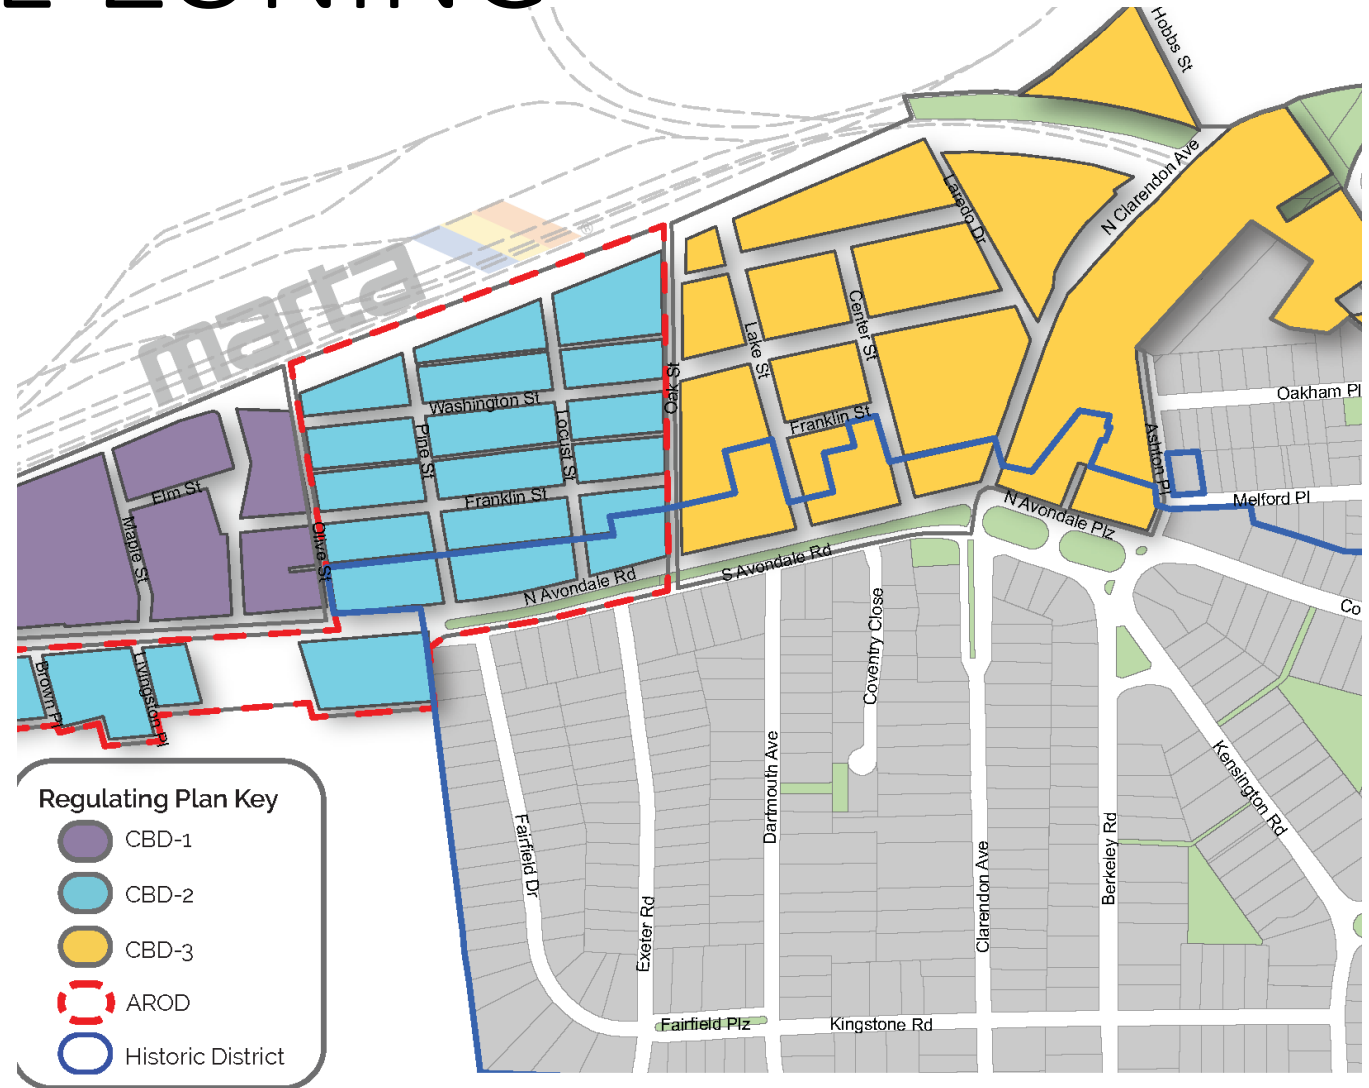 ZONING
Hobbs St
N Clarendon Ave
Laredo Dr
marta
®
Center St
Lake St
Oak St
Washington St
Pine St
Locust St
Franklin St
Franklin St
Oakham Pl
Ashton Pl
Melford Pl
Elm St
Maple St
Olive St
N Avondale Plz
S Avondale Rd
N Avondale Rd
Co
Brown Pl
Livingston Pl
Coventry Close
Dartmouth Ave
Kensington Rd
Fairfield Dr
Exeter Rd
Clarendon Ave
Berkeley Rd
Fairfield Plz
Kingstone Rd
Regulating Plan Key
CBD-1
CBD-2
CBD-3
AROD
Historic District